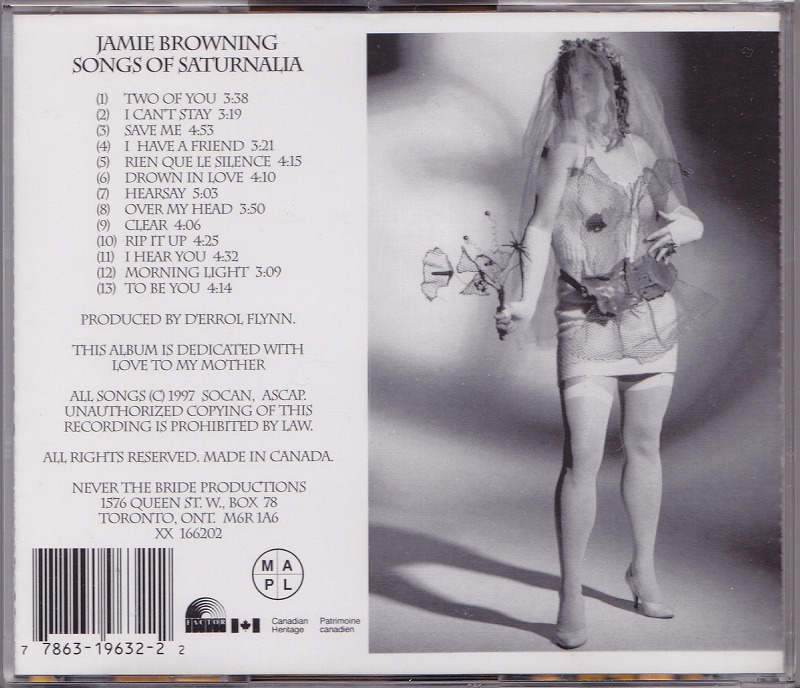 JAMIE BROWNING
SONGS OF SATURNALIA
(1) TWO OF YOU 3:38
(2) I CAN'T STAY 3:19
(3) SAVE ME 4:53
(4) I HAVE A FRIEND 3:21
(5) RIEN QUE LE SILENCE 4:15
(6) DROWN IN LOVE 4:10
(7) HEARSAY 5:03
(8) OVER MY HEAD 3:50
(9) CLEAR 4:06
(10) RIP IT UP 4:25
(11) I HEAR YOU 4:32
(12) MORNING LIGHT 3:09
(13) TO BE YOU 4:14
PRODUCED BY D'ERROL FLYNN.
THIS ALBUM IS DEDICATED WITH
LOVE TO MY MOTHER
ALL SONGS (C) 1997 SOCAN, ASCAP.
UNAUTHORIZED COPYING OF THIS
RECORDING IS PROHIBITED BY LAW.
ALL RIGHTS RESERVED. MADE IN CANADA.
NEVER THE BRIDE PRODUCTIONS
1576 QUEEN ST. W., BOX 78
TORONTO, ONT. M6R 1A6
XX 166202
M A
P L
FACTOR
Canadian Patrimoine
Heritage canadien
7 7863-19632-2 2